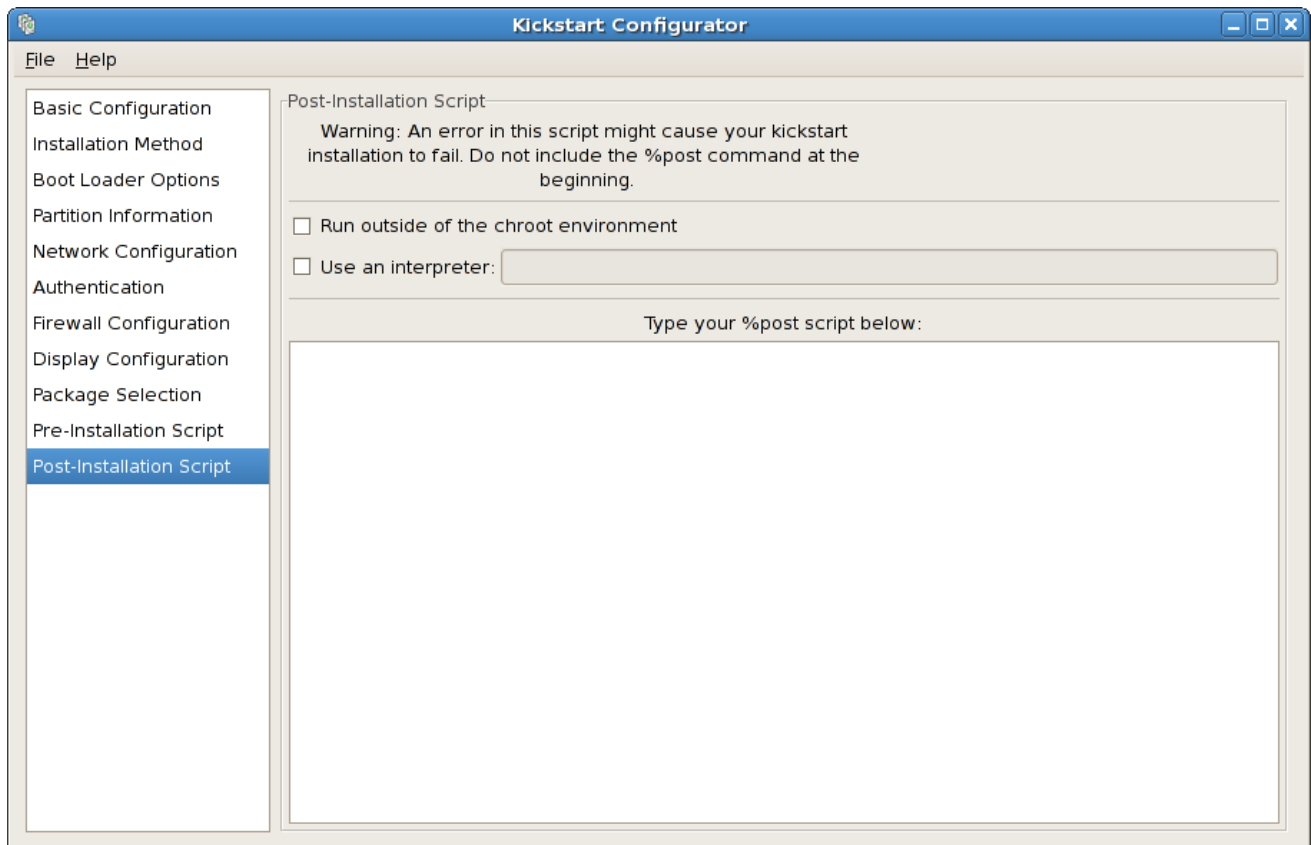 Kickstart Configurator
File Help
Basic Configuration
Installation Method
Boot Loader Options
Partition Information
Network Configuration
Authentication
Firewall Configuration
Display Configuration
Package Selection
Pre-Installation Script
Post-Installation Script
Post-Installation Script
Warning: An error in this script might cause your kickstart
installation to fail. Do not include the %post command at the
beginning.
Run outside of the chroot environment
Use an interpreter:
Type your %post script below: